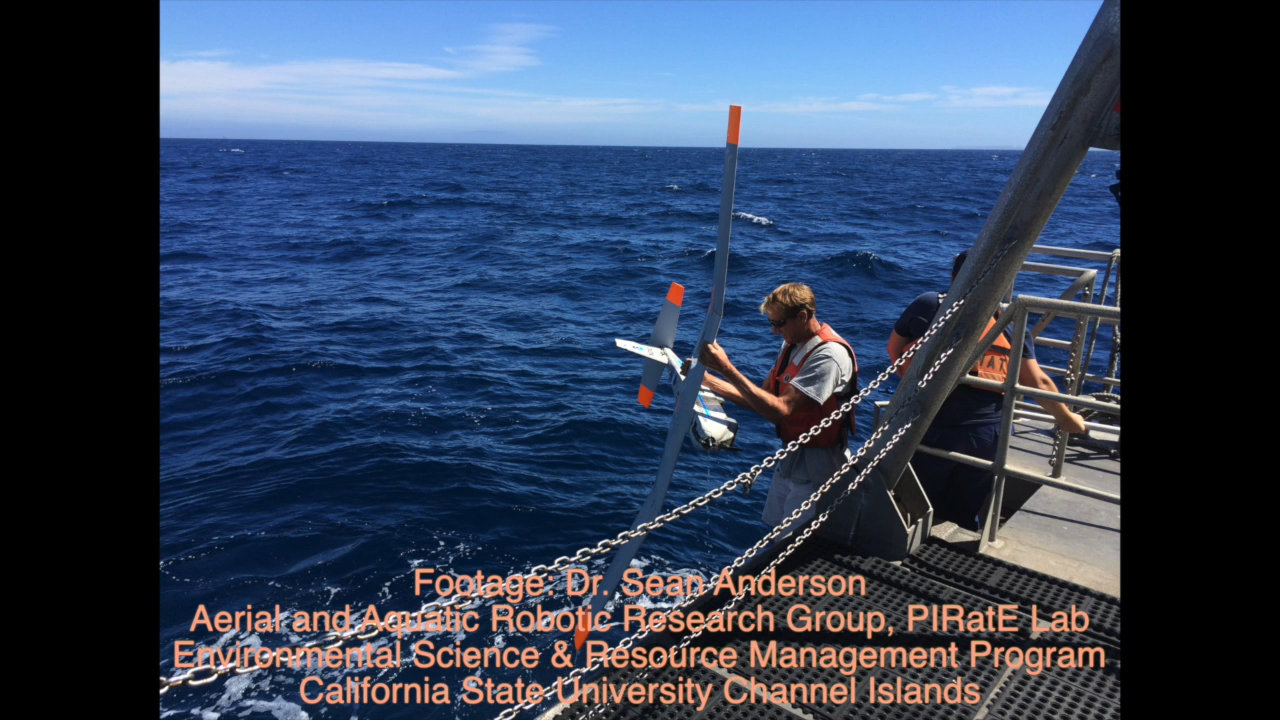 Footage: Dr. Sean Anderson
Aerial and Aquatic Robotic Research Group, PIRatE Lab
Environmental Science & Resource Management Program
California State University Channel Islands